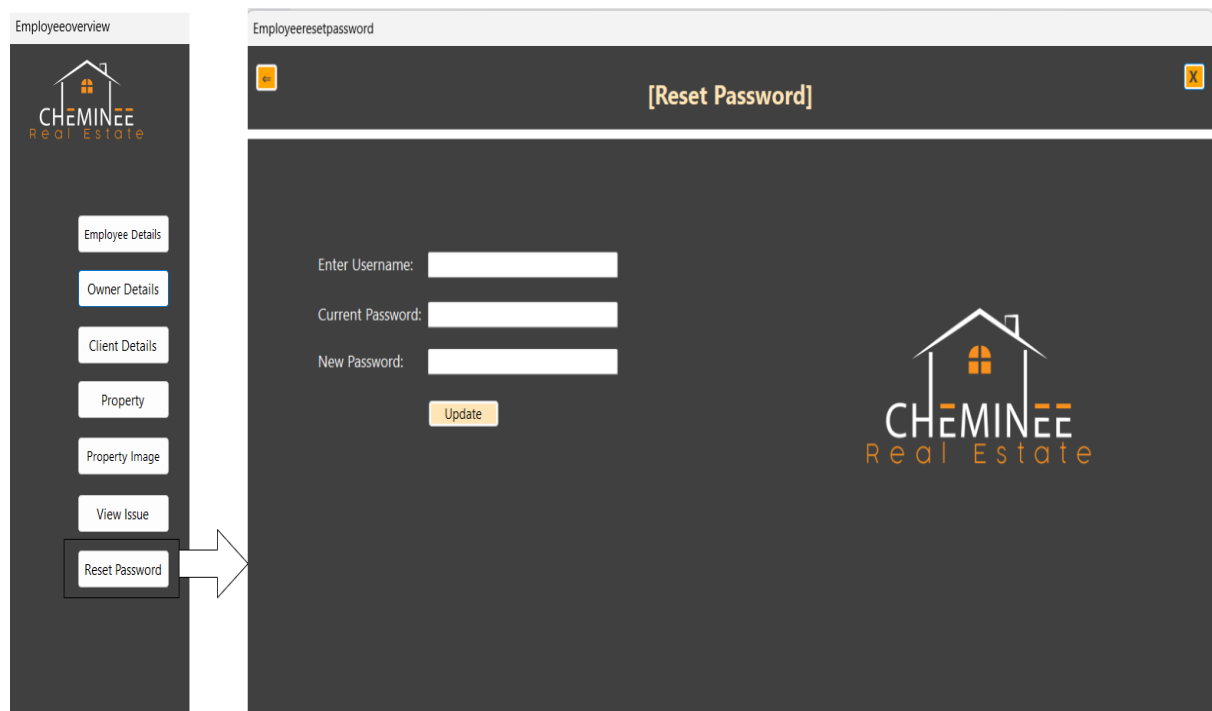 Employeeoverview
CHEMINEE
Real Estate
Employee Details
Owner Details
Client Details
Property
Property Image
View Issue
Reset Password
Employeeresetpassword
⇐
X
[Reset Password]
Enter Username:
Current Password:
New Password:
Update
CHEMINEE
Real Estate